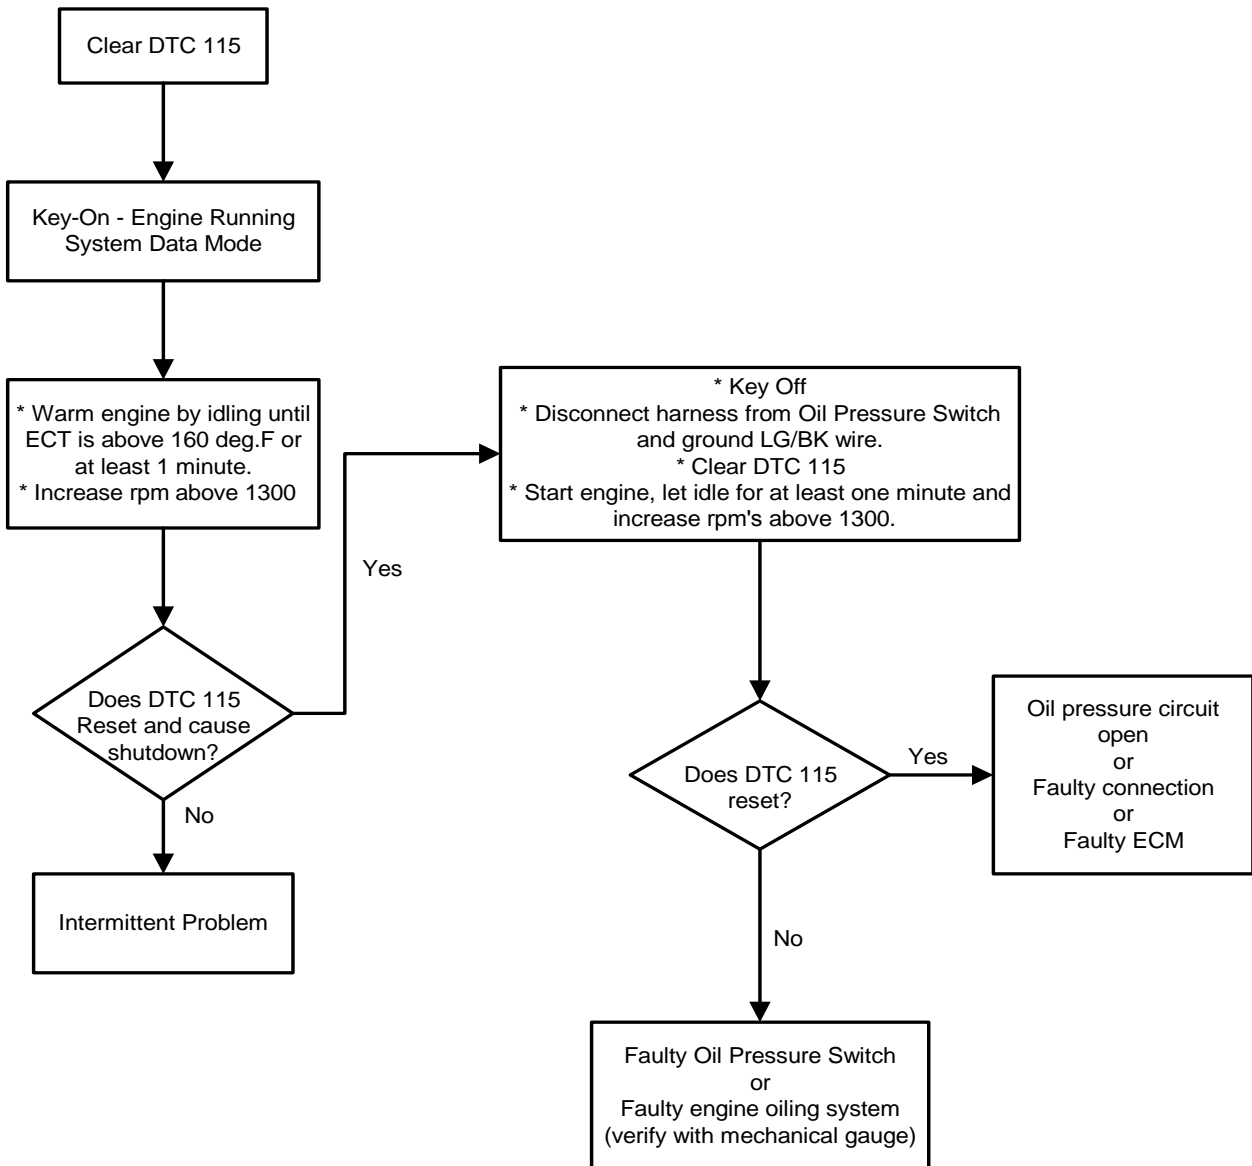 Clear DTC 115
Key-On - Engine Running
System Data Mode
* Warm engine by idling until
ECT is above 160 deg.F or
at least 1 minute.
* Increase rpm above 1300
Does DTC 115
Reset and cause
shutdown?
No
Intermittent Problem
Yes
* Key Off
* Disconnect harness from Oil Pressure Switch
and ground LG/BK wire.
* Clear DTC 115
* Start engine, let idle for at least one minute and
increase rpm's above 1300.
Does DTC 115
reset?
Yes
Oil pressure circuit
open
or
Faulty connection
or
Faulty ECM
No
Faulty Oil Pressure Switch
or
Faulty engine oiling system
(verify with mechanical gauge)